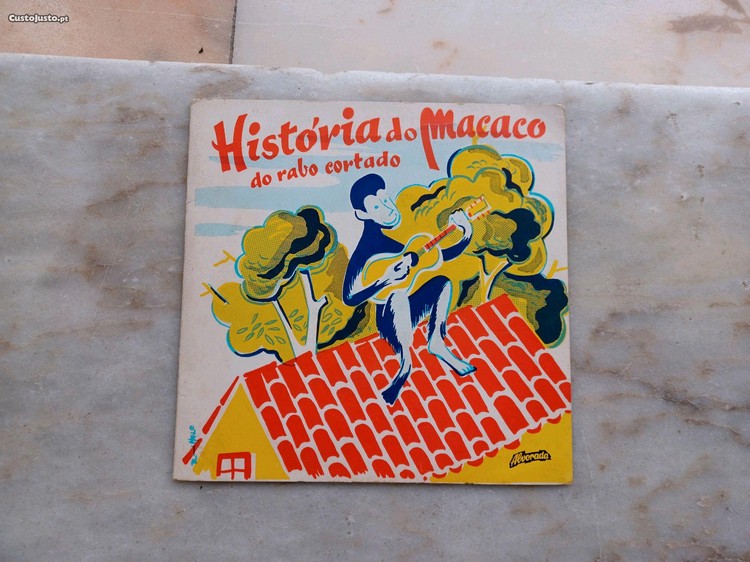 CustoJusto.pt
História do Macaco
do rabo cortado
Alvorada